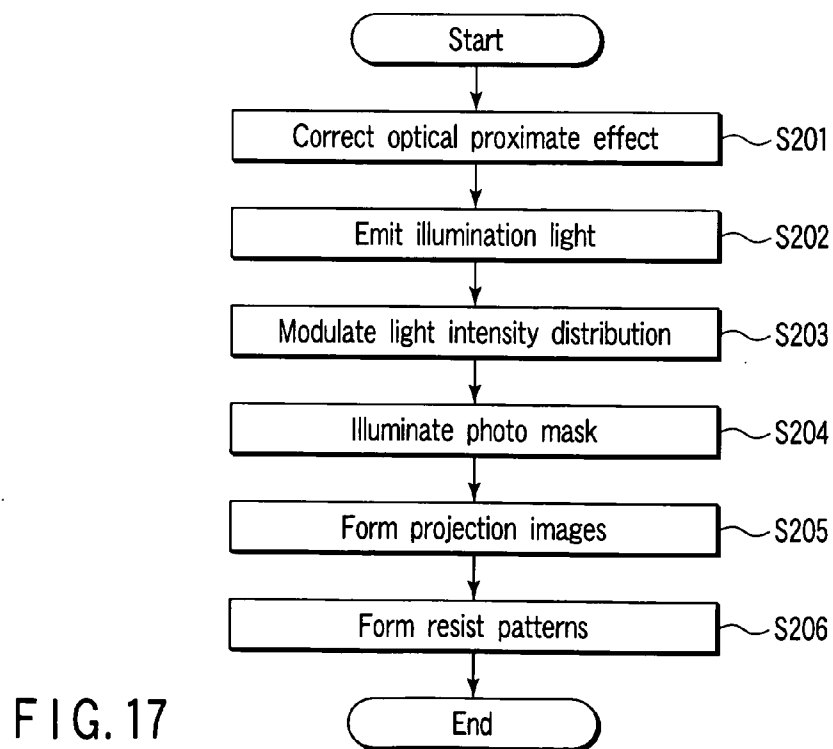 Start
Correct optical proximate effect
S201
Emit illumination light
S202
Modulate light intensity distribution
S203
Illuminate photo mask
S204
Form projection images
S205
Form resist patterns
S206
End
FIG.17